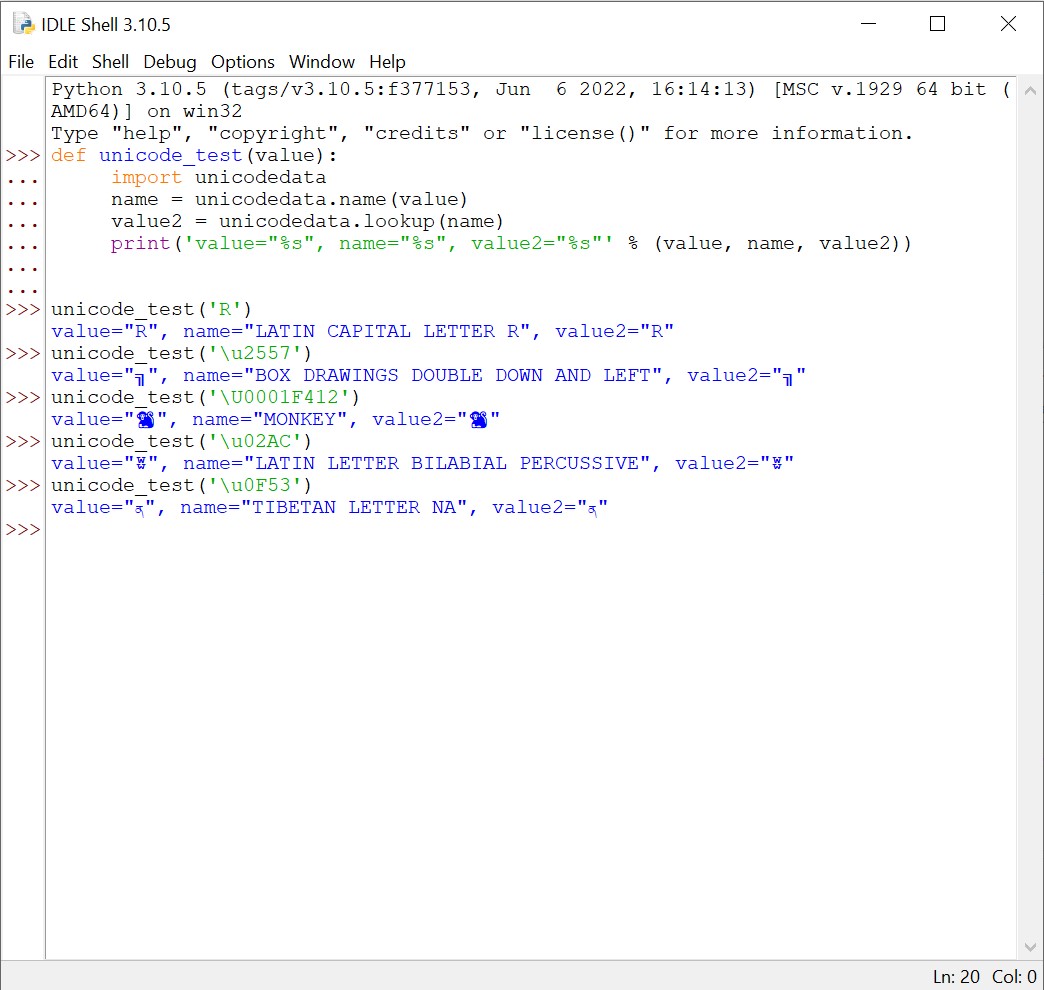 IDLE Shell 3.10.5
File Edit Shell Debug Options Window Help
Python 3.10.5 (tags/v3.10.5:f377153, Jun  6 2022, 16:14:13) [MSC v.1929 64 bit (
AMD64)] on win32
Type "help", "copyright", "credits" or "license()" for more information.
>>> def unicode_test(value):
...      import unicodedata
...      name = unicodedata.name(value)
...      value2 = unicodedata.lookup(name)
...      print('value="%s", name="%s", value2="%s"' % (value, name, value2))
...
...
>>> unicode_test('R')
value="R", name="LATIN CAPITAL LETTER R", value2="R"
>>> unicode_test('\u2557')
value="╗", name="BOX DRAWINGS DOUBLE DOWN AND LEFT", value2="╗"
>>> unicode_test('\U0001F412')
value="🐒", name="MONKEY", value2="🐒"
>>> unicode_test('\u02AC')
value="ʬ", name="LATIN LETTER BILABIAL PERCUSSIVE", value2="ʬ"
>>> unicode_test('\u0F53')
value="ན", name="TIBETAN LETTER NA", value2="ན"
>>>
Ln: 20 Col: 0